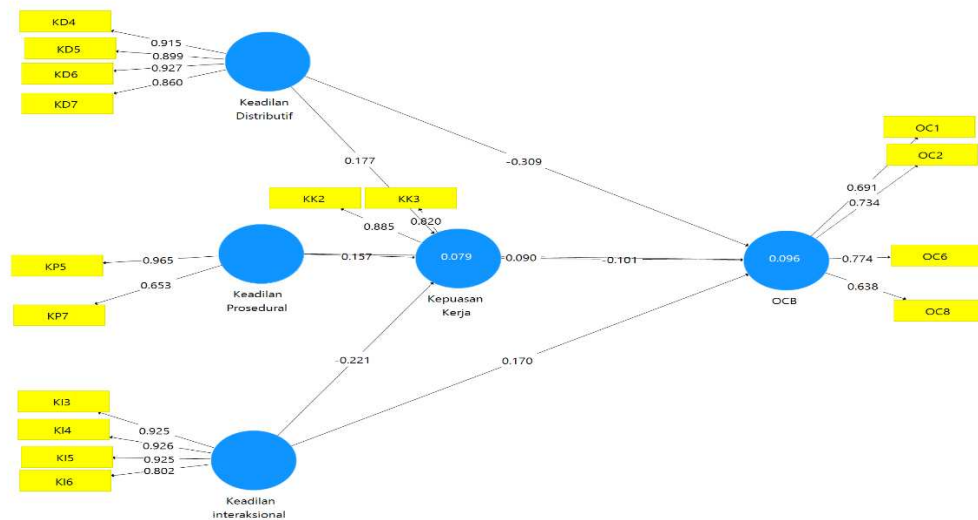 KD4
KD5
KD6
KD7
0.915
0.899
0.927
0.860
Keadilan
Distributif
0.177
-0.309
KK2
KK3
0.885
0.820
KP5
KP7
0.965
0.653
Keadilan
Prosedural
0.157
0.079
Kepuasan
Kerja
0.090
-0.101
0.096
OCB
OC1
OC2
OC6
OC8
0.691
0.734
0.774
0.638
-0.221
0.170
KI3
KI4
KI5
KI6
0.925
0.926
0.925
0.802
Keadilan
interaksional